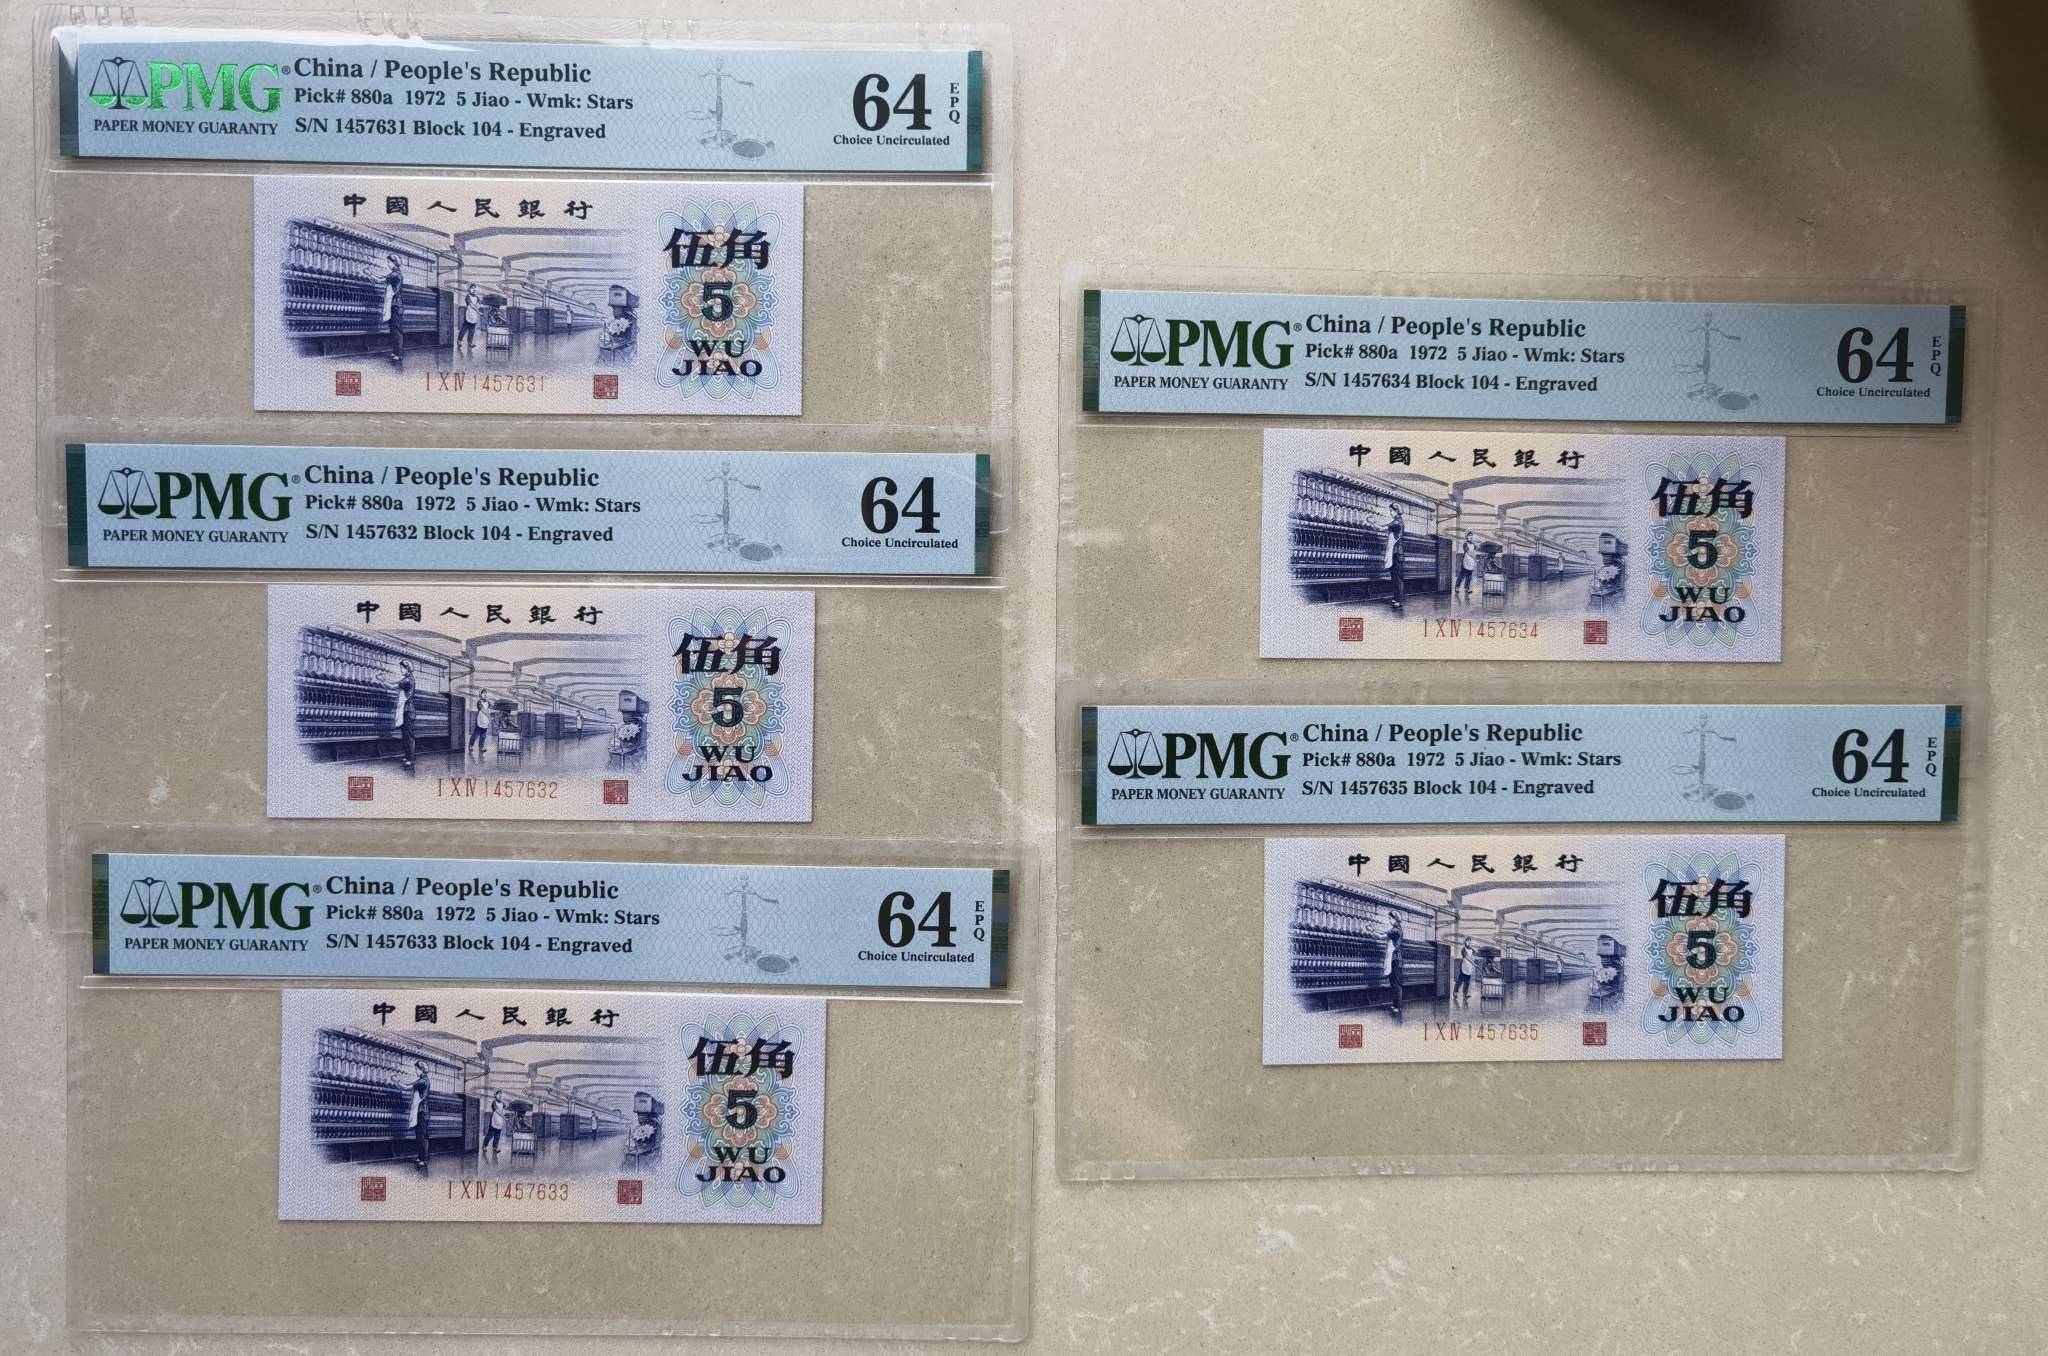 PMG® China / People's Republic
Pick# 880a 1972 5 Jiao - Wmk: Stars
PAPER MONEY GUARANTY S/N 1457631 Block 104 - Engraved
64 EPQ
Choice Uncirculated
中國人民銀行
伍角
5
WU
JIAO
I X IV 1457631
PMG® China / People's Republic
Pick# 880a 1972 5 Jiao - Wmk: Stars
PAPER MONEY GUARANTY S/N 1457632 Block 104 - Engraved
64
Choice Uncirculated
中國人民銀行
伍角
5
WU
JIAO
I X IV 1457632
PMG® China / People's Republic
Pick# 880a 1972 5 Jiao - Wmk: Stars
PAPER MONEY GUARANTY S/N 1457633 Block 104 - Engraved
64 EPQ
Choice Uncirculated
中國人民銀行
伍角
5
WU
JIAO
I X IV 1457633
PMG® China / People's Republic
Pick# 880a 1972 5 Jiao - Wmk: Stars
PAPER MONEY GUARANTY S/N 1457634 Block 104 - Engraved
64 EPQ
Choice Uncirculated
中國人民銀行
伍角
5
WU
JIAO
I X IV 1457634
PMG® China / People's Republic
Pick# 880a 1972 5 Jiao - Wmk: Stars
PAPER MONEY GUARANTY S/N 1457635 Block 104 - Engraved
64 EPQ
Choice Uncirculated
中國人民銀行
伍角
5
WU
JIAO
I X IV 1457635